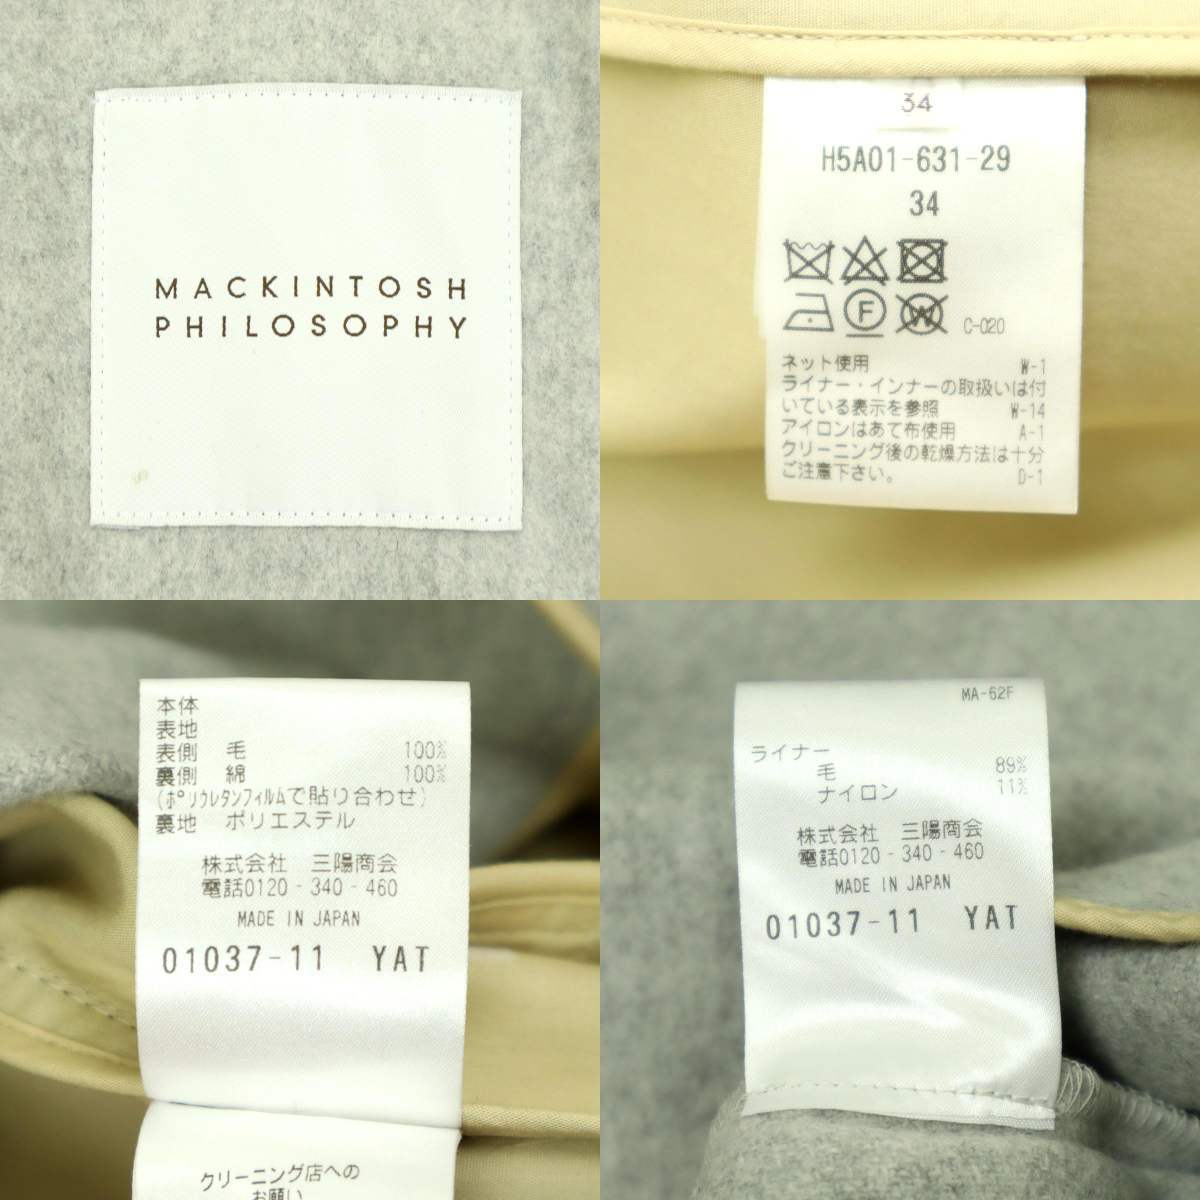 MACKINTOSH
PHILOSOPHY
34
H5A01-631-29
34
F W C-020
ネット使用 W-1
ライナー・インナーの取扱いは付
いている表示を参照 W-14
アイロンはあて布使用 A-1
クリーニング後の乾燥方法は十分
ご注意下さい。 D-1
本体
表地
表側 毛 100%
裏側 綿 100%
(ポリウレタンフィルムで貼り合わせ)
裏地 ポリエステル
株式会社 三陽商会
電話0120-340-460
MADE IN JAPAN
01037-11 YAT
クリーニング店への
お願い
MA-62F
ライナー
毛 89%
ナイロン 11%
株式会社 三陽商会
電話0120-340-460
MADE IN JAPAN
01037-11 YAT